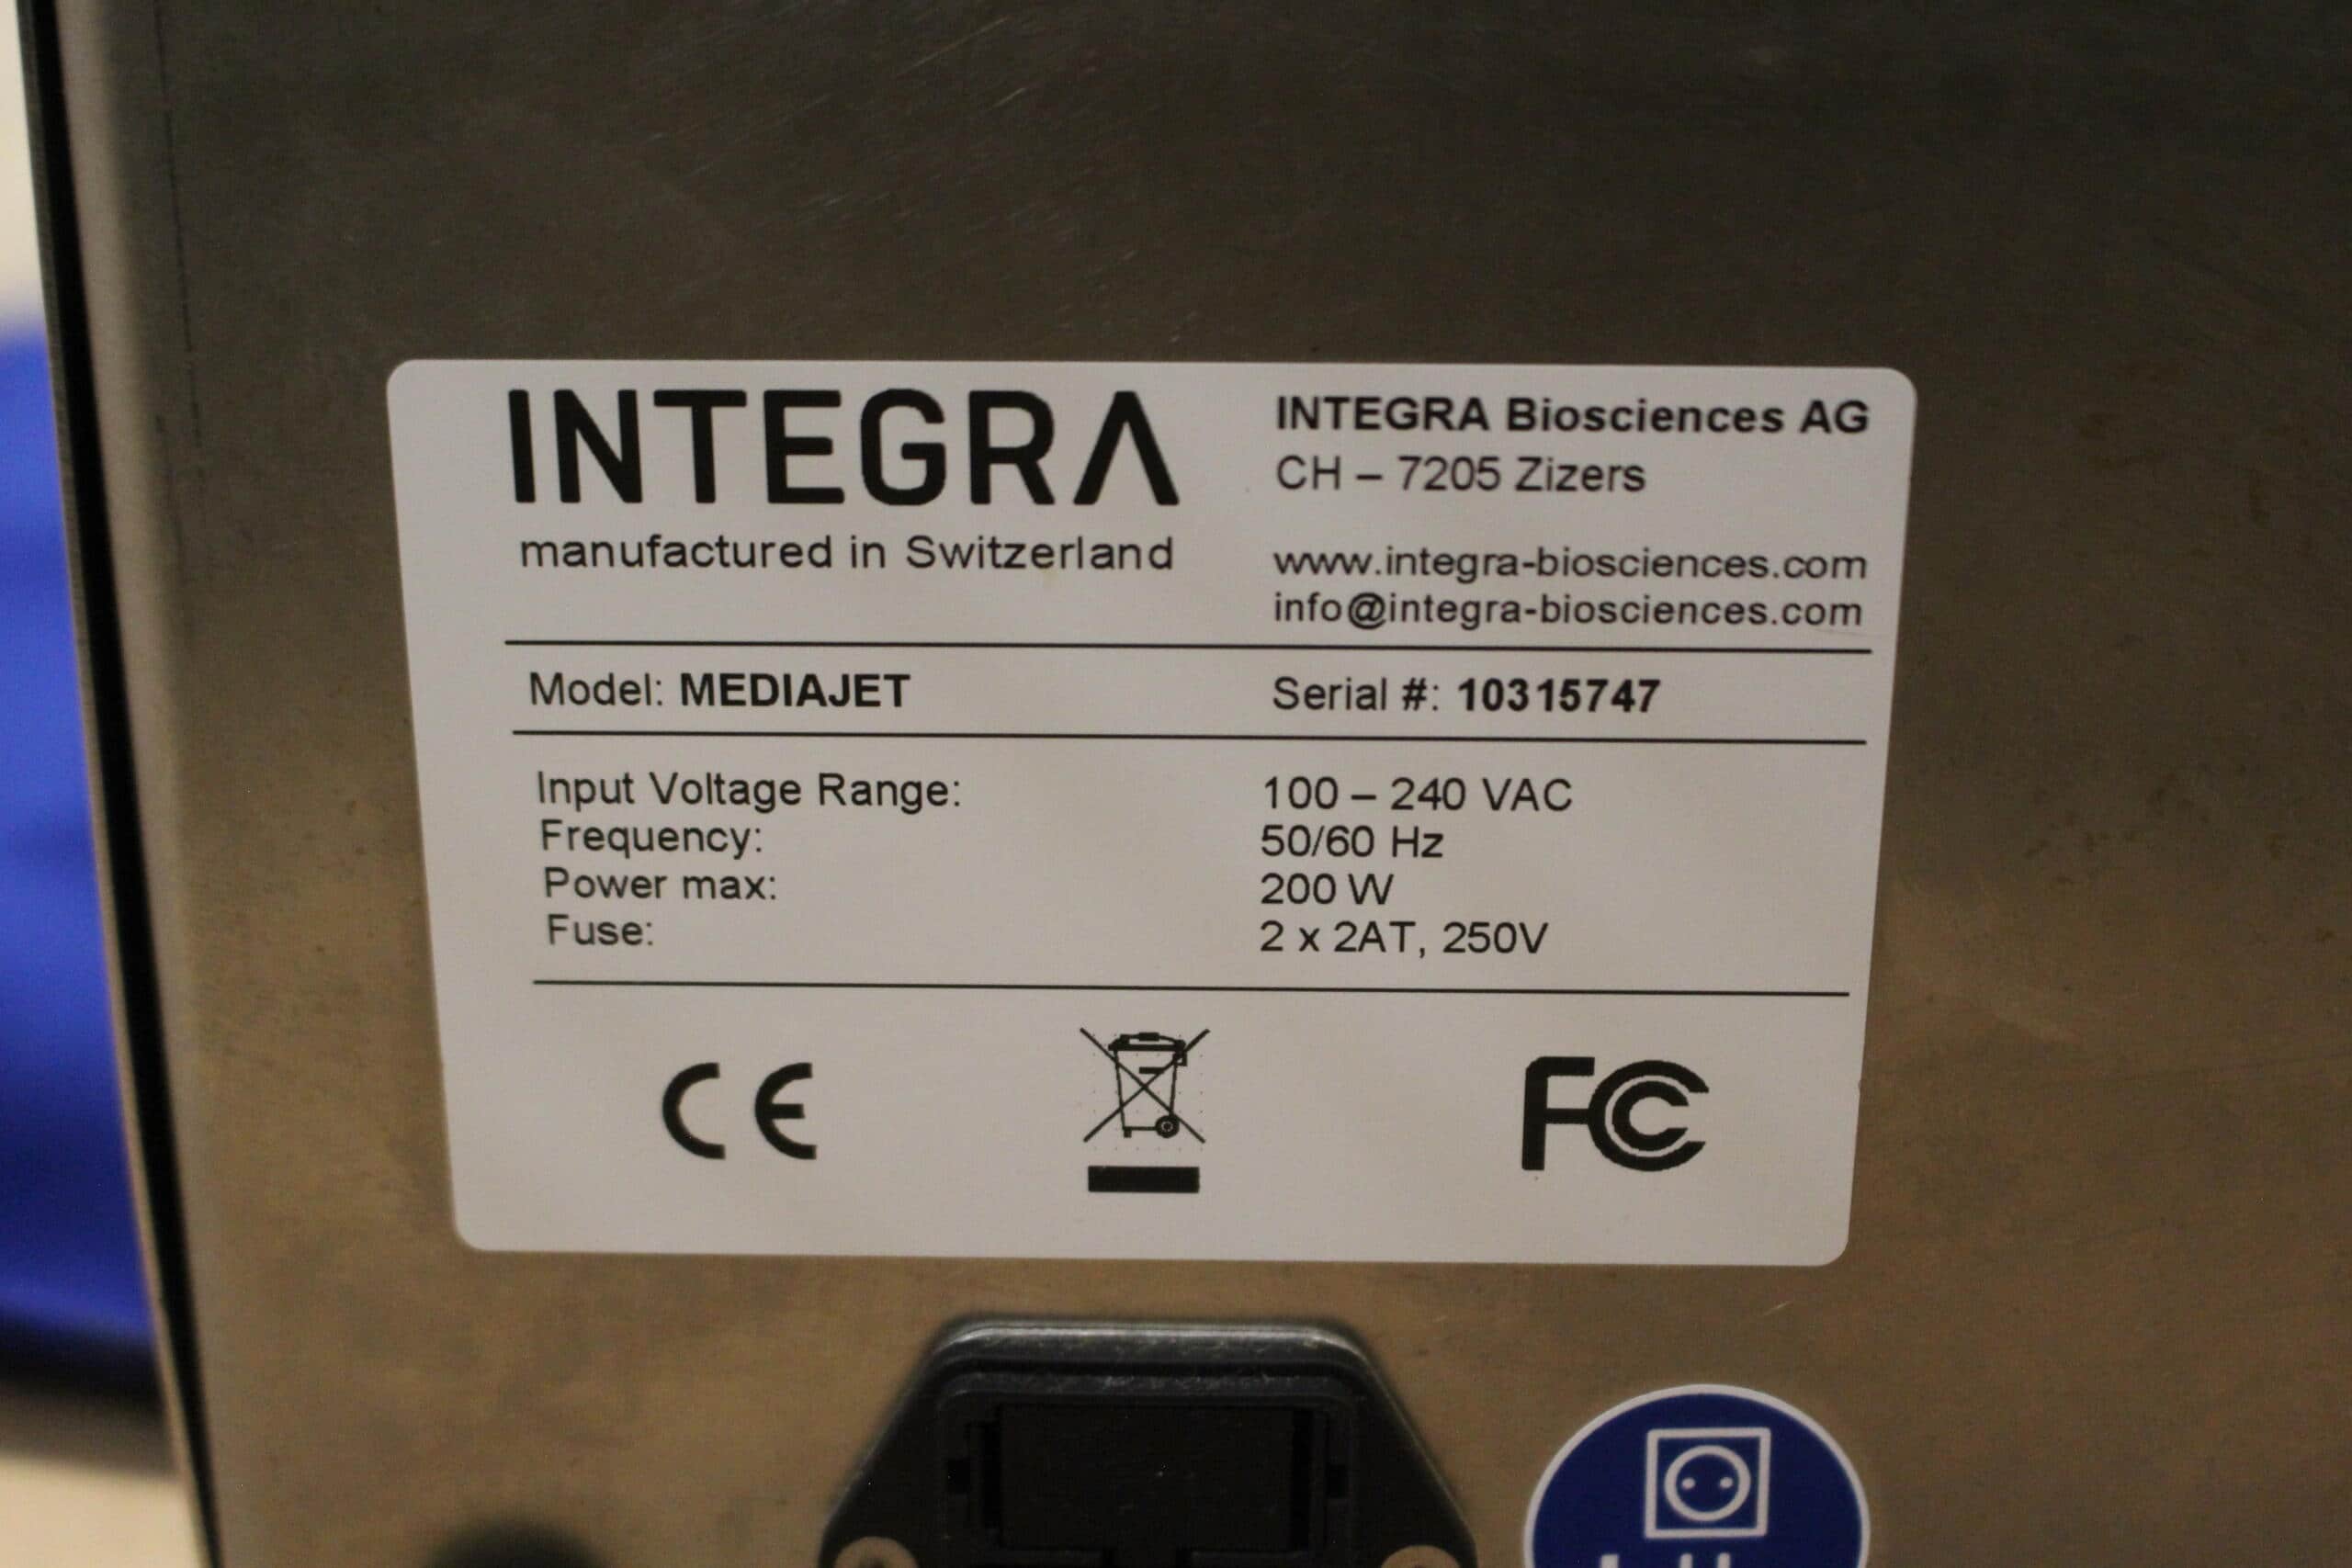 INTEGRA
manufactured in Switzerland
INTEGRA Biosciences AG
CH – 7205 Zizers
www.integra-biosciences.com
info@integra-biosciences.com
Model: MEDIAJET Serial #: 10315747
Input Voltage Range: 100 – 240 VAC
Frequency: 50/60 Hz
Power max: 200 W
Fuse: 2 x 2AT, 250V
CE FC